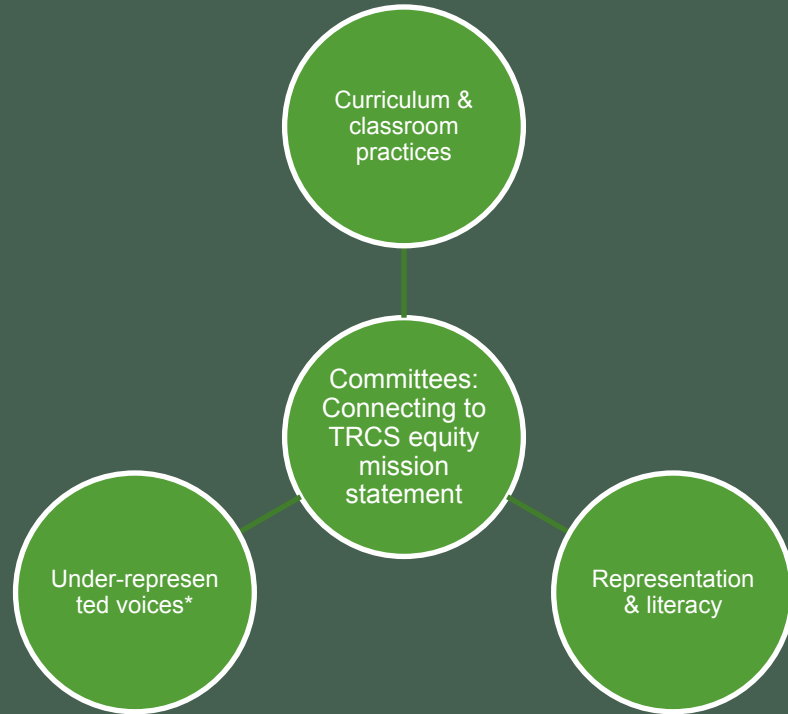 Curriculum &
classroom
practices
Committees:
Connecting to
TRCS equity
mission
statement
Under-represen
ted voices*
Representation
& literacy